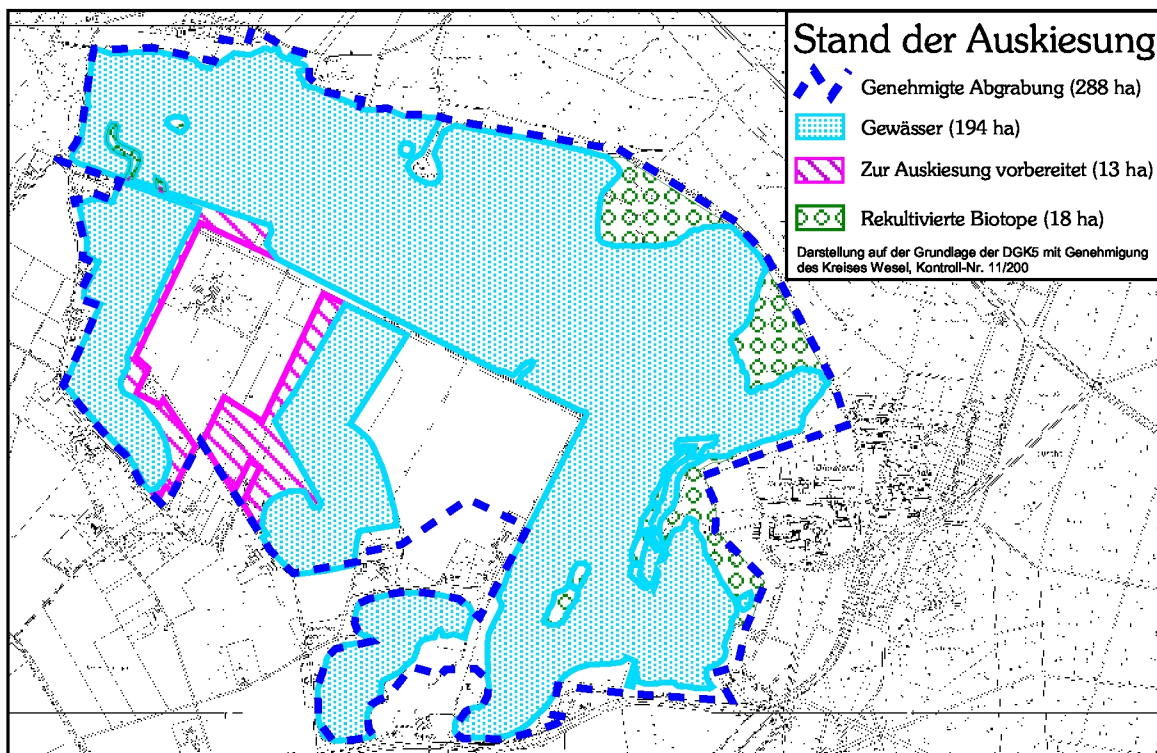 Stand der Auskiesung
Genehmigte Abgrabung (288 ha)
Gewässer (194 ha)
Zur Auskiesung vorbereitet (13 ha)
Rekultivierte Biotope (18 ha)
Darstellung auf der Grundlage der DGK5 mit Genehmigung
des Kreises Wesel, Kontroll-Nr. 11/200